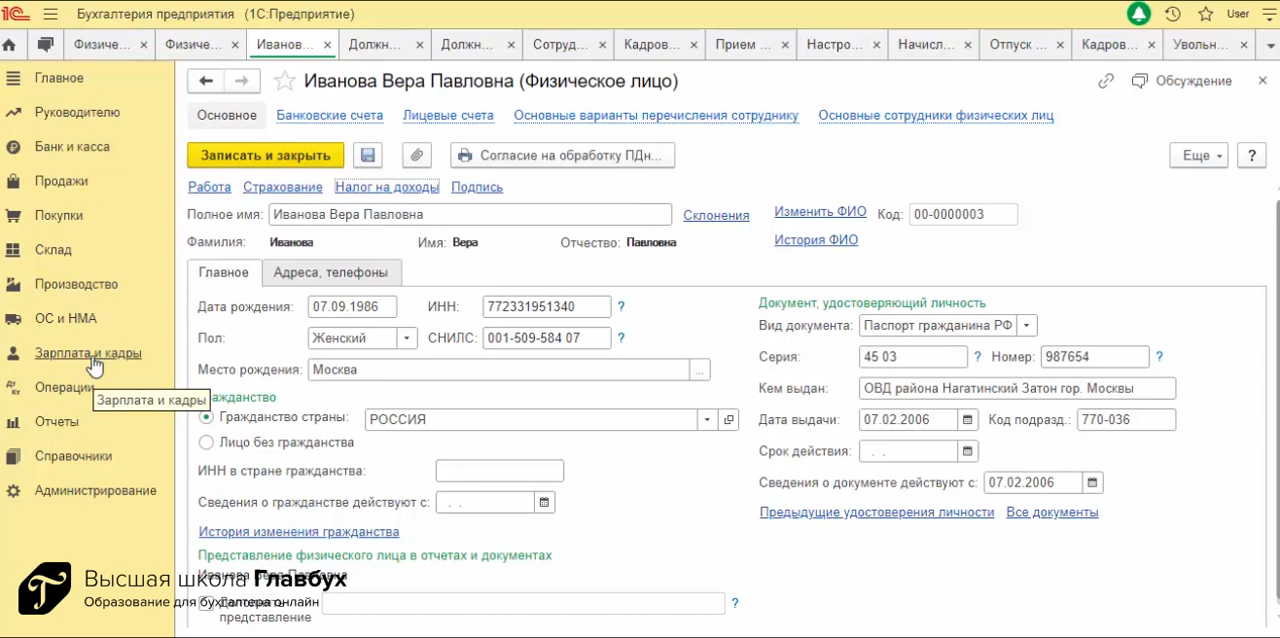 1С Бухгалтерия предприятия (1С:Предприятие) User
Физиче... × Физиче... × Иванов... × Должн... × Должн... × Сотруд... × Кадров... × Прием ... × Настро... × Начисл... × Отпуск ... × Кадров... × Увольн... ×
Главное
Руководителю
Банк и касса
Продажи
Покупки
Склад
Производство
ОС и НМА
Зарплата и кадры
Дт Кт Операции
Зарплата и кадры
Отчеты
Справочники
Администрирование
Иванова Вера Павловна (Физическое лицо) Обсуждение ×
Основное Банковские счета Лицевые счета Основные варианты перечисления сотруднику Основные сотрудники физических лиц
Записать и закрыть Согласие на обработку ПДн... Еще ?
Работа Страхование Налог на доходы Подпись
Полное имя: Иванова Вера Павловна Склонения Изменить ФИО Код: 00-0000003
Фамилия: Иванова Имя: Вера Отчество: Павловна История ФИО
Главное Адреса, телефоны
Дата рождения: 07.09.1986 ИНН: 772331951340 ?
Пол: Женский СНИЛС: 001-509-584 07 ?
Место рождения: Москва ...
ажданство
Гражданство страны: РОССИЯ
Лицо без гражданства
ИНН в стране гражданства:
Сведения о гражданстве действуют с: . .
История изменения гражданства
Представление физического лица в отчетах и документах
Иванова Вера Павловна
Дополнять
представление ?
Документ, удостоверяющий личность
Вид документа: Паспорт гражданина РФ
Серия: 45 03 ? Номер: 987654 ?
Кем выдан: ОВД района Нагатинский Затон гор. Москвы
Дата выдачи: 07.02.2006 Код подразд.: 770-036
Срок действия: . .
Сведения о документе действуют с: 07.02.2006
Предыдущие удостоверения личности Все документы
Высшая школа Главбух
Образование для бухгалтера онлайн